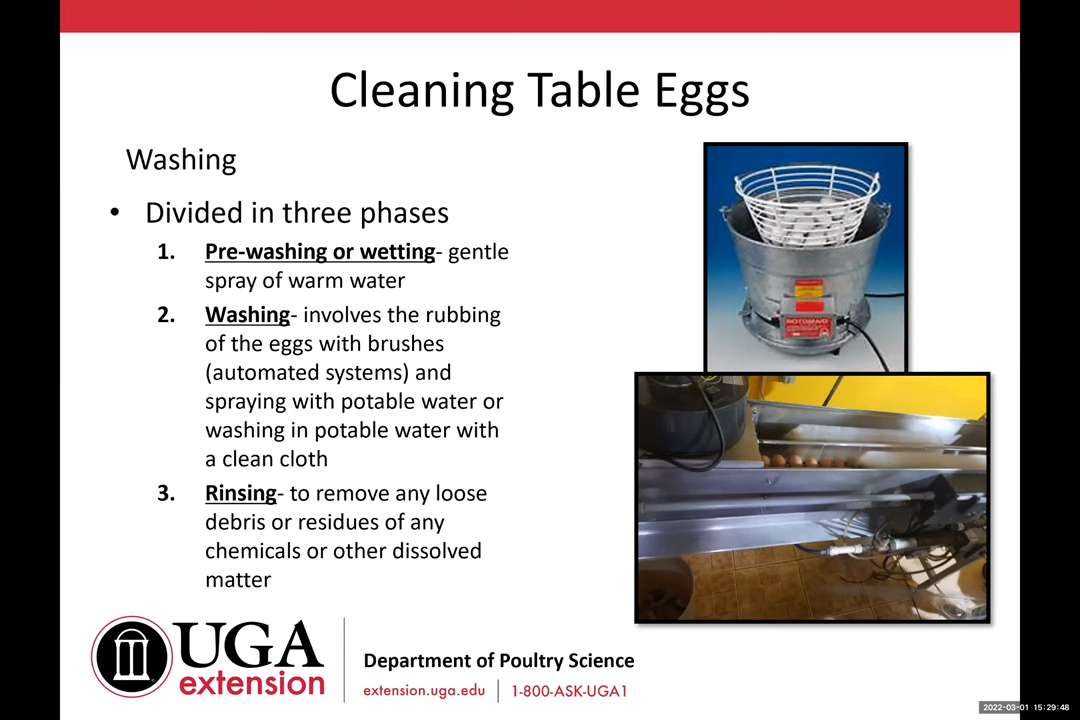 Cleaning Table Eggs
Washing
• Divided in three phases
1. Pre-washing or wetting- gentle
spray of warm water
2. Washing- involves the rubbing
of the eggs with brushes
(automated systems) and
spraying with potable water or
washing in potable water with
a clean cloth
3. Rinsing- to remove any loose
debris or residues of any
chemicals or other dissolved
matter
ROTOMAID
UGA
extension
Department of Poultry Science
extension.uga.edu | 1-800-ASK-UGA1
2022-03-01 15:29:48